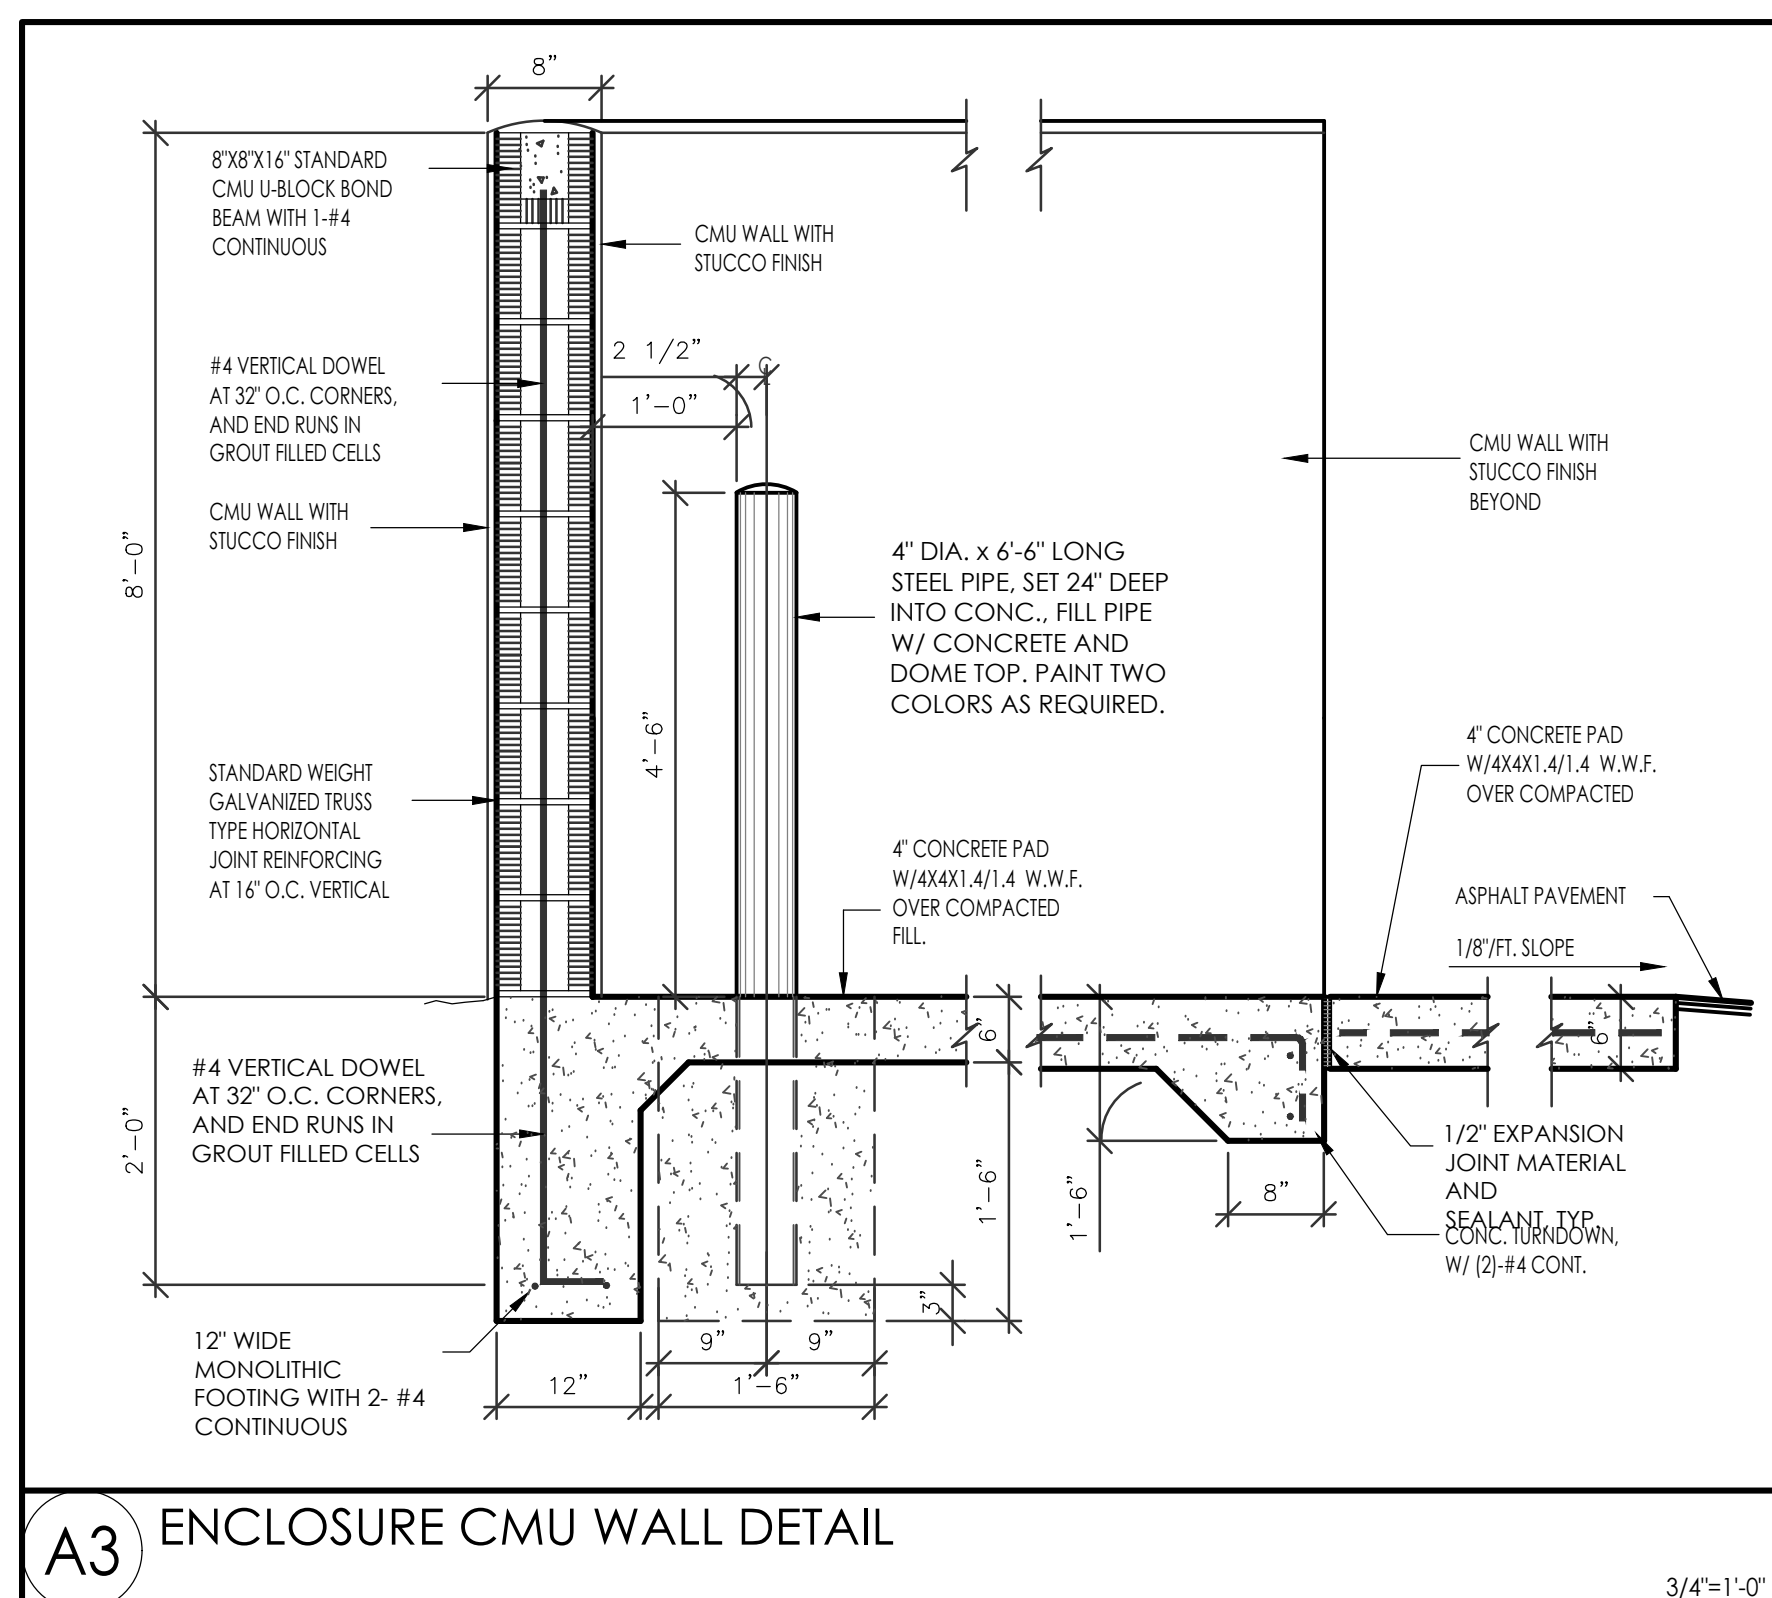 8"
8"X8"X16" STANDARD
CMU U-BLOCK BOND
BEAM WITH 1-#4
CONTINUOUS
CMU WALL WITH
STUCCO FINISH
#4 VERTICAL DOWEL
AT 32" O.C. CORNERS,
AND END RUNS IN
GROUT FILLED CELLS
2 1/2"
1'-0"
CMU WALL WITH
STUCCO FINISH
BEYOND
CMU WALL WITH
STUCCO FINISH
8'-0"
4" DIA. x 6'-6" LONG
STEEL PIPE, SET 24" DEEP
INTO CONC., FILL PIPE
W/ CONCRETE AND
DOME TOP. PAINT TWO
COLORS AS REQUIRED.
4'-6"
4" CONCRETE PAD
W/4X4X1.4/1.4 W.W.F.
OVER COMPACTED
STANDARD WEIGHT
GALVANIZED TRUSS
TYPE HORIZONTAL
JOINT REINFORCING
AT 16" O.C. VERTICAL
4" CONCRETE PAD
W/4X4X1.4/1.4 W.W.F.
OVER COMPACTED
FILL.
ASPHALT PAVEMENT
1/8"/FT. SLOPE
6"
6"
#4 VERTICAL DOWEL
AT 32" O.C. CORNERS,
AND END RUNS IN
GROUT FILLED CELLS
2'-0"
1'-6"
1'-6"
8"
1/2" EXPANSION
JOINT MATERIAL
AND
SEALANT, TYP.
CONC. TURNDOWN,
W/ (2)-#4 CONT.
3"
12" WIDE
MONOLITHIC
FOOTING WITH 2- #4
CONTINUOUS
9"
9"
12"
1'-6"
A3
ENCLOSURE CMU WALL DETAIL
3/4"=1'-0"